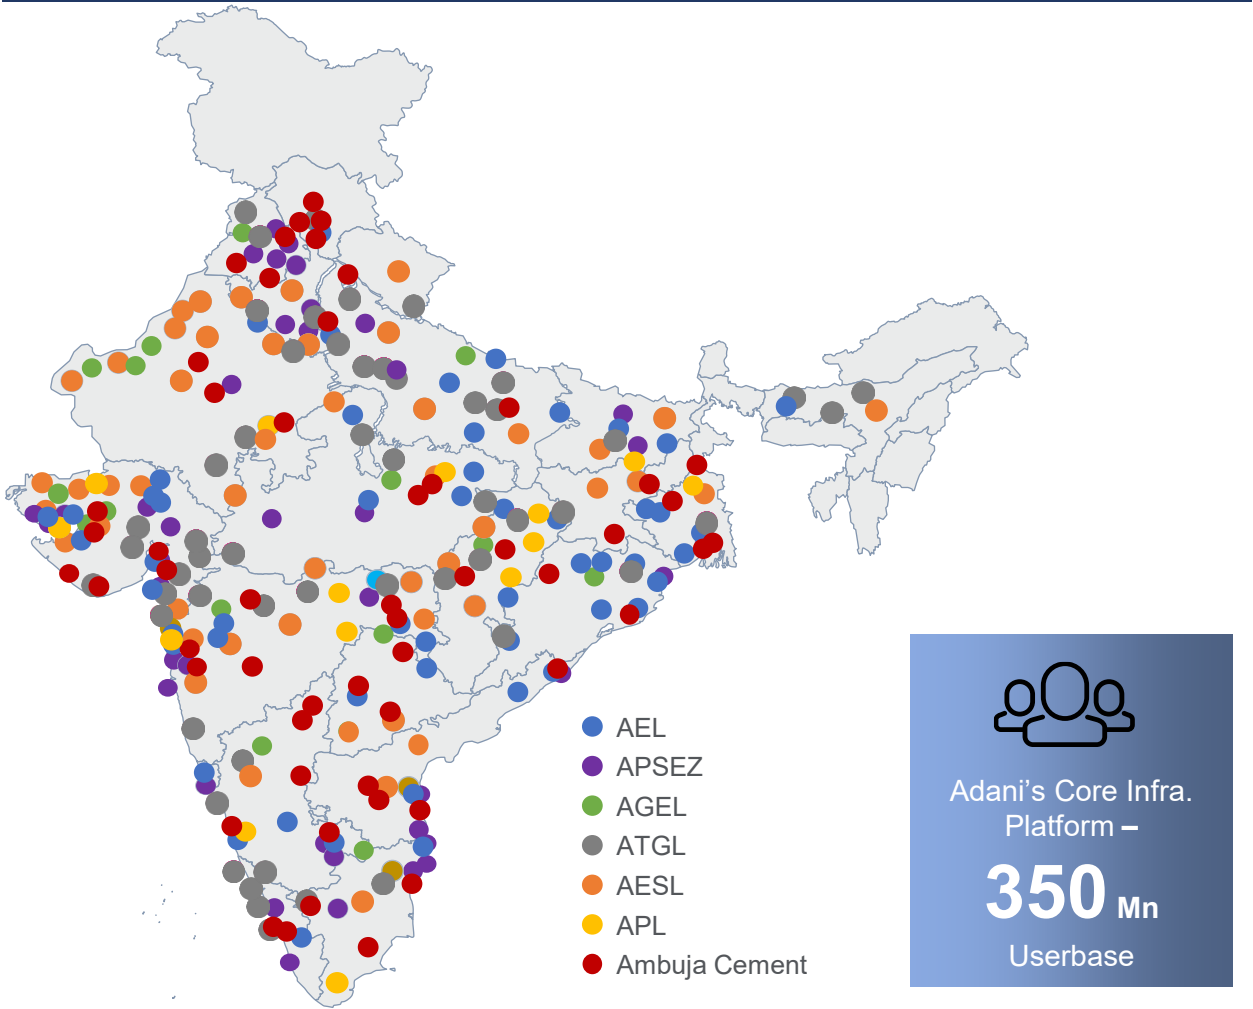 AEL
APSEZ
AGEL
ATGL
AESL
APL
Ambuja Cement
Adani’s Core Infra.
Platform –
350 Mn
Userbase